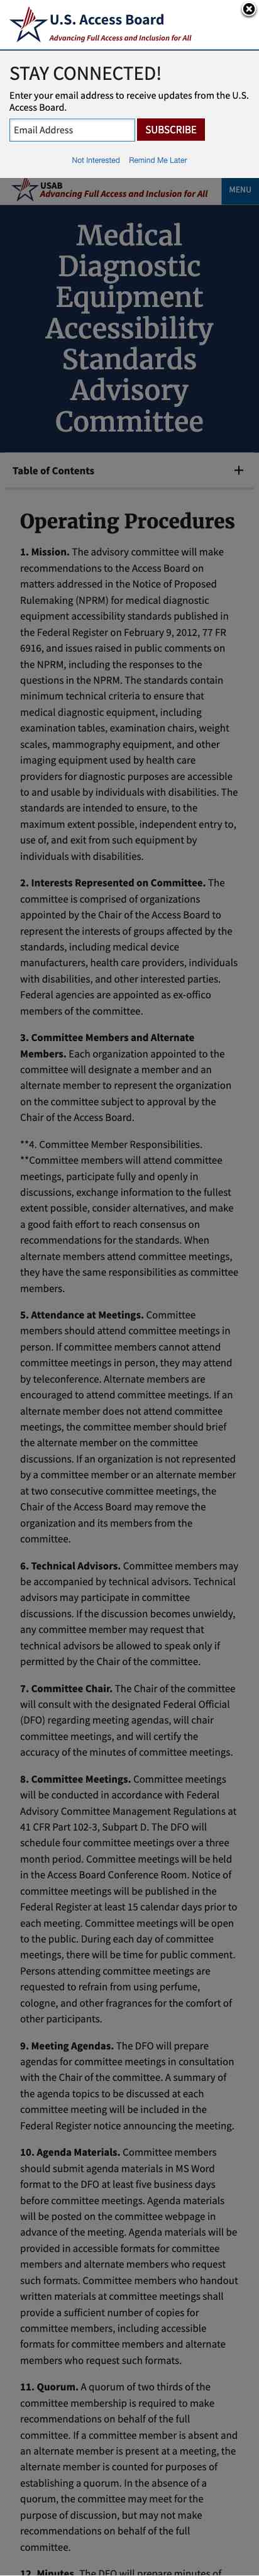 U.S. Access Board
Advancing Full Access and Inclusion for All
STAY CONNECTED!
Enter your email address to receive updates from the U.S.
Access Board.
Email Address
SUBSCRIBE
Not Interested Remind Me Later
USAB
Advancing Full Access and Inclusion for All
MENU
Medical
Diagnostic
Equipment
Accessibility
Standards
Advisory
Committee
Table of Contents +
Operating Procedures
1. Mission. The advisory committee will make
recommendations to the Access Board on
matters addressed in the Notice of Proposed
Rulemaking (NPRM) for medical diagnostic
equipment accessibility standards published in
the Federal Register on February 9, 2012, 77 FR
6916, and issues raised in public comments on
the NPRM, including the responses to the
questions in the NPRM. The standards contain
minimum technical criteria to ensure that
medical diagnostic equipment, including
examination tables, examination chairs, weight
scales, mammography equipment, and other
imaging equipment used by health care
providers for diagnostic purposes are accessible
to and usable by individuals with disabilities. The
standards are intended to ensure, to the
maximum extent possible, independent entry to,
use of, and exit from such equipment by
individuals with disabilities.
2. Interests Represented on Committee. The
committee is comprised of organizations
appointed by the Chair of the Access Board to
represent the interests of groups affected by the
standards, including medical device
manufacturers, health care providers, individuals
with disabilities, and other interested parties.
Federal agencies are appointed as ex-offico
members of the committee.
3. Committee Members and Alternate
Members. Each organization appointed to the
committee will designate a member and an
alternate member to represent the organization
on the committee subject to approval by the
Chair of the Access Board.
**4. Committee Member Responsibilities.
**Committee members will attend committee
meetings, participate fully and openly in
discussions, exchange information to the fullest
extent possible, consider alternatives, and make
a good faith effort to reach consensus on
recommendations for the standards. When
alternate members attend committee meetings,
they have the same responsibilities as committee
members.
5. Attendance at Meetings. Committee
members should attend committee meetings in
person. If committee members cannot attend
committee meetings in person, they may attend
by teleconference. Alternate members are
encouraged to attend committee meetings. If an
alternate member does not attend committee
meetings, the committee member should brief
the alternate member on the committee
discussions. If an organization is not represented
by a committee member or an alternate member
at two consecutive committee meetings, the
Chair of the Access Board may remove the
organization and its members from the
committee.
6. Technical Advisors. Committee members may
be accompanied by technical advisors. Technical
advisors may participate in committee
discussions. If the discussion becomes unwieldy,
any committee member may request that
technical advisors be allowed to speak only if
permitted by the Chair of the committee.
7. Committee Chair. The Chair of the committee
will consult with the designated Federal Official
(DFO) regarding meeting agendas, will chair
committee meetings, and will certify the
accuracy of the minutes of committee meetings.
8. Committee Meetings. Committee meetings
will be conducted in accordance with Federal
Advisory Committee Management Regulations at
41 CFR Part 102-3, Subpart D. The DFO will
schedule four committee meetings over a three
month period. Committee meetings will be held
in the Access Board Conference Room. Notice of
committee meetings will be published in the
Federal Register at least 15 calendar days prior to
each meeting. Committee meetings will be open
to the public. During each day of committee
meetings, there will be time for public comment.
Persons attending committee meetings are
requested to refrain from using perfume,
cologne, and other fragrances for the comfort of
other participants.
9. Meeting Agendas. The DFO will prepare
agendas for committee meetings in consultation
with the Chair of the committee. A summary of
the agenda topics to be discussed at each
committee meeting will be included in the
Federal Register notice announcing the meeting.
10. Agenda Materials. Committee members
should submit agenda materials in MS Word
format to the DFO at least five business days
before committee meetings. Agenda materials
will be posted on the committee webpage in
advance of the meeting. Agenda materials will be
provided in accessible formats for committee
members and alternate members who request
such formats. Committee members who handout
written materials at committee meetings shall
provide a sufficient number of copies for
committee members, including accessible
formats for committee members and alternate
members who request such formats.
11. Quorum. A quorum of two thirds of the
committee membership is required to make
recommendations on behalf of the full
committee. If a committee member is absent and
an alternate member is present at a meeting, the
alternate member is counted for purposes of
establishing a quorum. In the absence of a
quorum, the committee may meet for the
purpose of discussion, but may not make
recommendations on behalf of the full
committee.
12. Minutes. The DFO will prepare minutes of